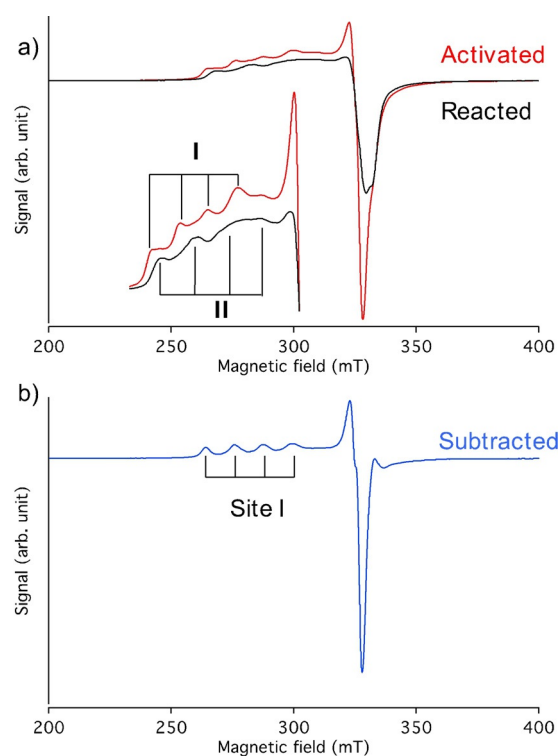 a)
Activated
Reacted
I
II
Signal (arb. unit)
200 250 300 350 400
Magnetic field (mT)
b)
Subtracted
Site I
Signal (arb. unit)
200 250 300 350 400
Magnetic field (mT)